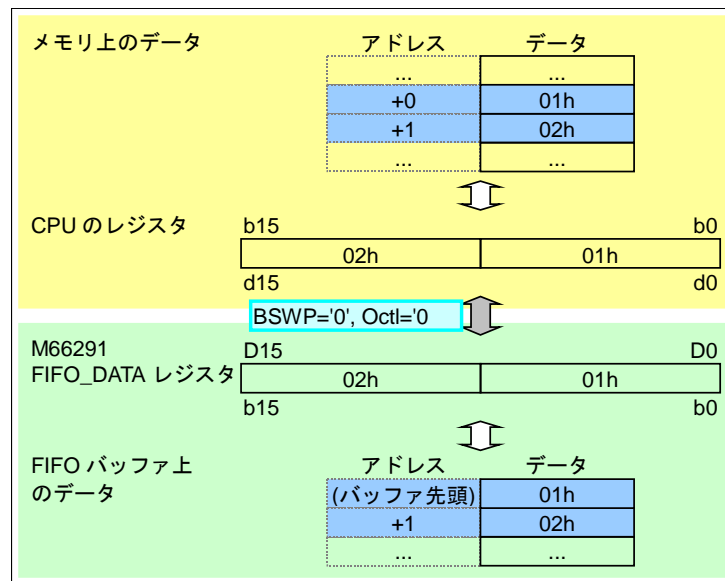 メモリ上のデータ
アドレス データ
... ...
+0 01h
+1 02h
... ...
CPU のレジスタ
b15 b0
02h 01h
d15 d0
BSWP='0', Octl='0
M66291
FIFO_DATA レジスタ
D15 D0
02h 01h
b15 b0
FIFO バッファ上
のデータ
アドレス データ
(バッファ先頭) 01h
+1 02h
... ...